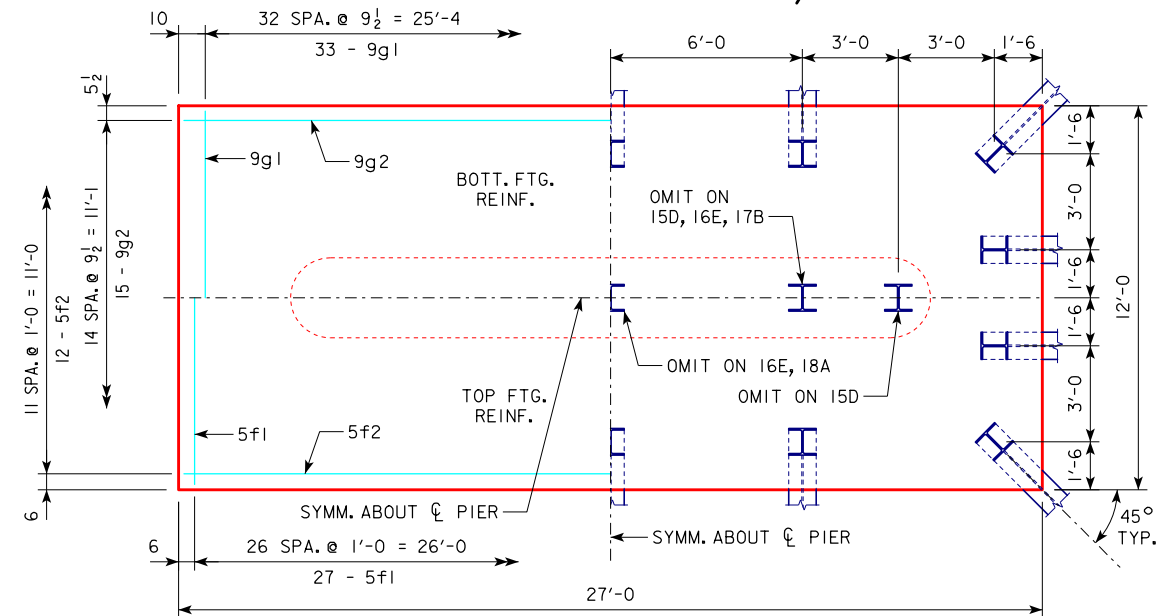 10
32 SPA. @ 9½ = 25'-4
33 - 9g1
6'-0
3'-0
3'-0
1'-6
5½
9g1
9g2
BOTT. FTG.
REINF.
OMIT ON
15D, 16E, 17B
1'-6
3'-0
1'-6
1'-6
3'-0
1'-6
12'-0
11 SPA. @ 1'-0 = 11'-0
12 - 5f2
14 SPA. @ 9½ = 11'-1
15 - 9g2
OMIT ON 16E, 18A
OMIT ON 15D
TOP FTG.
REINF.
5f1
5f2
6
SYMM. ABOUT ℄ PIER
SYMM. ABOUT ℄ PIER
45°
TYP.
6
26 SPA. @ 1'-0 = 26'-0
27 - 5f1
27'-0